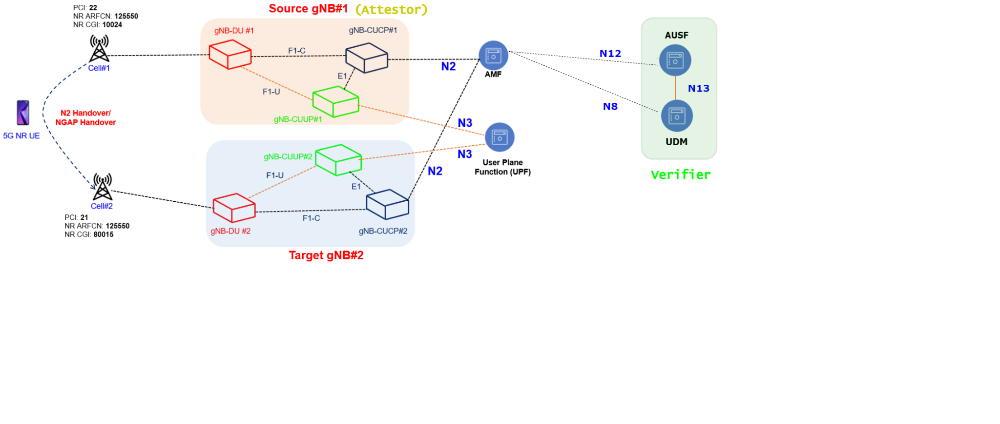 PCI: 22
NR ARFCN: 125550
NR CGI: 10024
Cell#1
5G NR UE
N2 Handover/
NGAP Handover
Cell#2
PCI: 21
NR ARFCN: 125550
NR CGI: 80015
Source gNB#1 (Attestor)
gNB-DU #1
gNB-CUCP#1
F1-C
E1
F1-U
gNB-CUUP#1
gNB-CUUP#2
F1-U
E1
F1-C
gNB-DU #2
gNB-CUCP#2
Target gNB#2
N2
AMF
N3
N3
N2
User Plane
Function (UPF)
N12
N8
AUSF
N13
UDM
Verifier